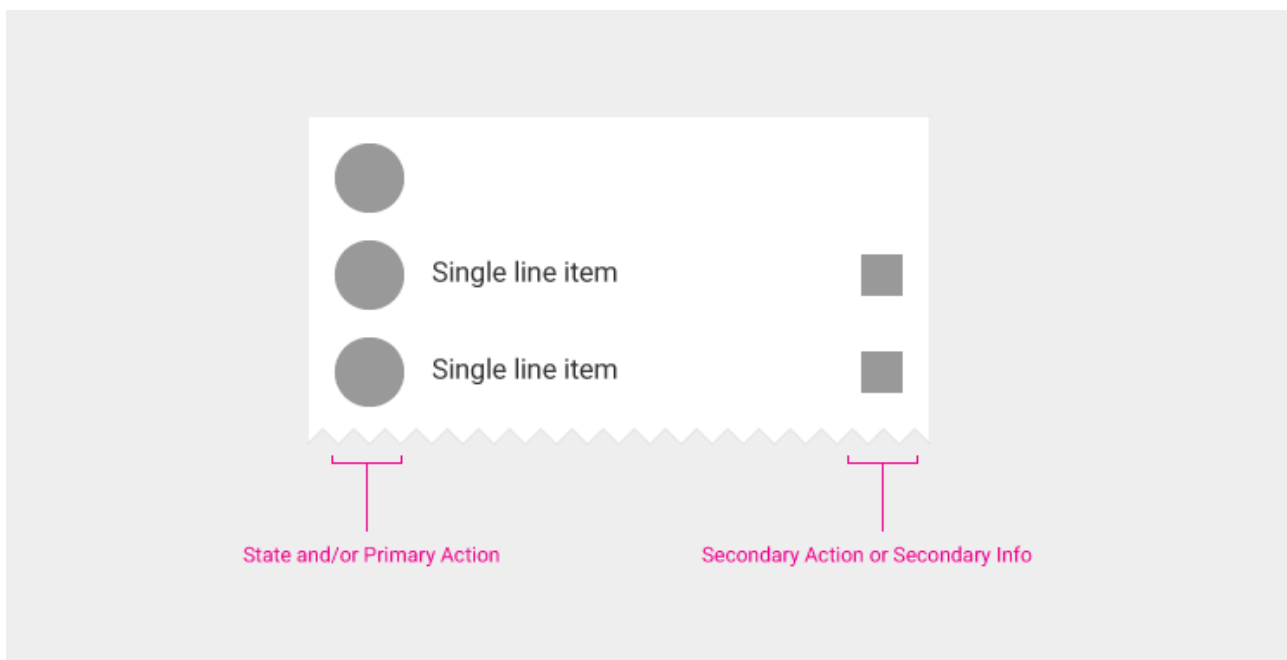 Single line item
Single line item
State and/or Primary Action
Secondary Action or Secondary Info